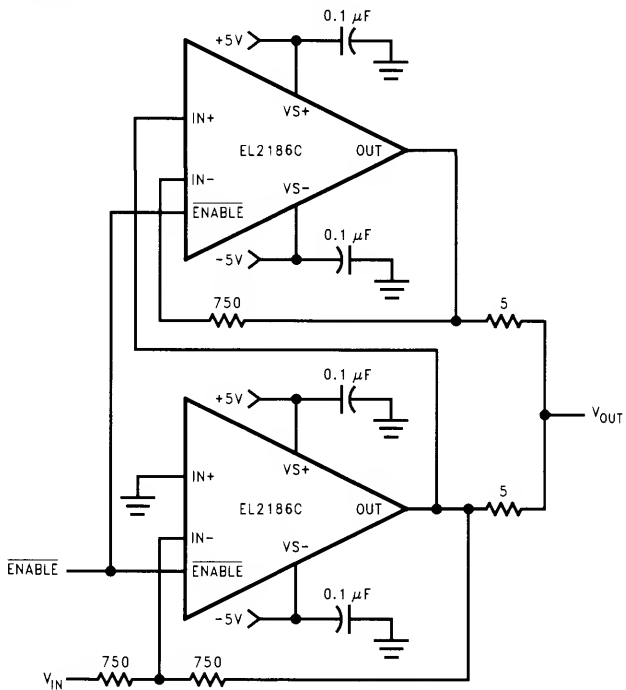 0.1 µF
+5V
VS+
IN+
EL2186C
OUT
IN-
VS-
ENABLE
0.1 µF
-5V
750
5
0.1 µF
+5V
VOUT
VS+
5
IN+
EL2186C
OUT
IN-
VS-
ENABLE
ENABLE
0.1 µF
-5V
750
750
VIN